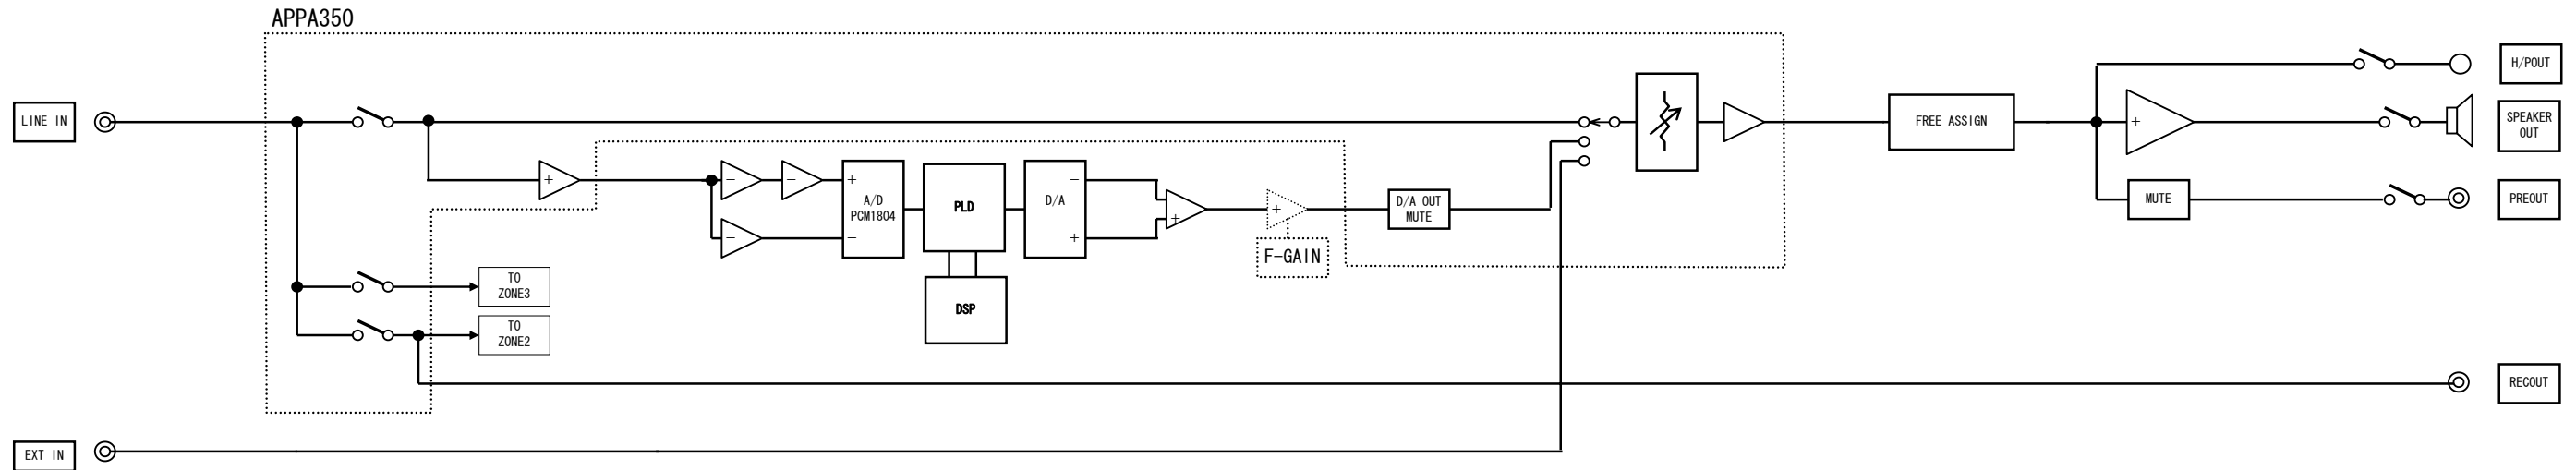 APPA350
H/POUT
LINE IN
FREE ASSIGN
+
SPEAKER
OUT
+
−
−
+
A/D
PCM1804
−
−
PLD
D/A
−
+
−
+
+
D/A OUT
MUTE
MUTE
PREOUT
F-GAIN
TO
ZONE3
DSP
TO
ZONE2
RECOUT
EXT IN